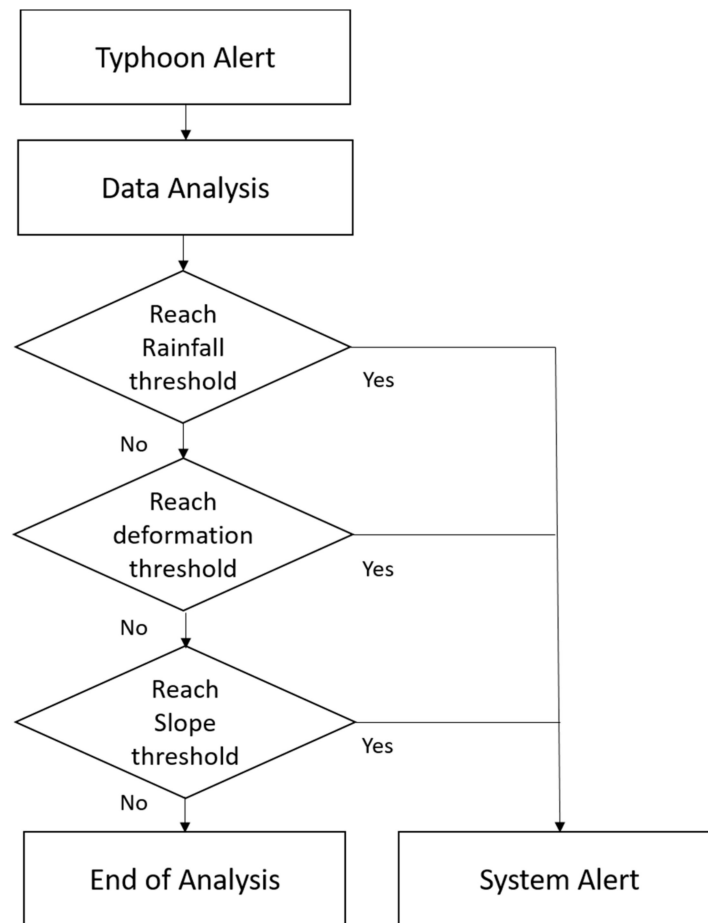 Typhoon Alert
Data Analysis
Reach
Rainfall
threshold
Yes
No
Reach
deformation
threshold
Yes
No
Reach
Slope
threshold
Yes
No
End of Analysis
System Alert